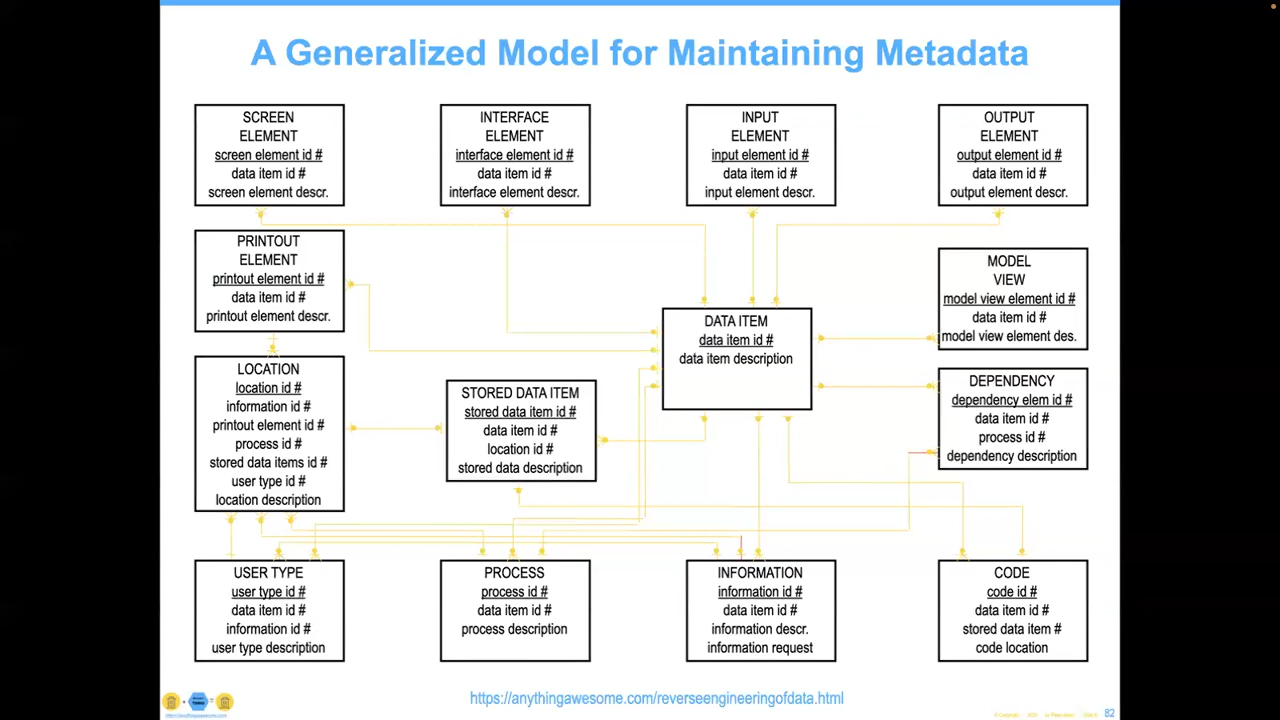 A Generalized Model for Maintaining Metadata
SCREEN
ELEMENT
screen element id #
data item id #
screen element descr.
INTERFACE
ELEMENT
interface element id #
data item id #
interface element descr.
INPUT
ELEMENT
input element id #
data item id #
input element descr.
OUTPUT
ELEMENT
output element id #
data item id #
output element descr.
PRINTOUT
ELEMENT
printout element id #
data item id #
printout element descr.
MODEL
VIEW
model view element id #
data item id #
model view element des.
DATA ITEM
data item id #
data item description
LOCATION
location id #
information id #
printout element id #
process id #
stored data items id #
user type id #
location description
STORED DATA ITEM
stored data item id #
data item id #
location id #
stored data description
DEPENDENCY
dependency elem id #
data item id #
process id #
dependency description
USER TYPE
user type id #
data item id #
information id #
user type description
PROCESS
process id #
data item id #
process description
INFORMATION
information id #
data item id #
information descr.
information request
CODE
code id #
data item id #
stored data item #
code location
https://anythingawesome.com/reverseengineeringofdata.html
82